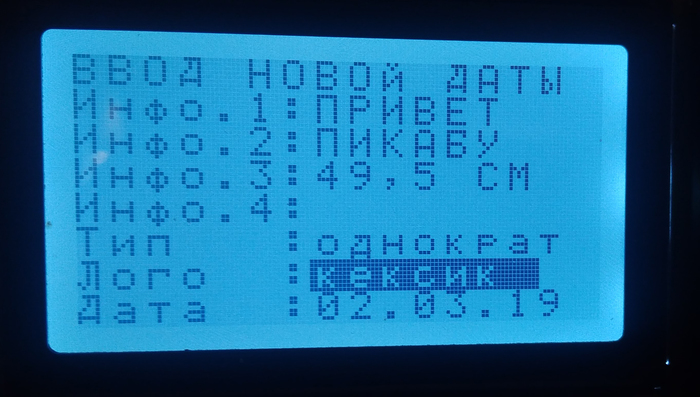 ВВОД НОВОЙ ДАТЫ
Инфо.1:ПРИВЕТ
Инфо.2:ПИКАБУ
Инфо.3:49,5 СМ
Инфо.4:
Тип :однократ
Лого :кексик
Дата :02.03.19